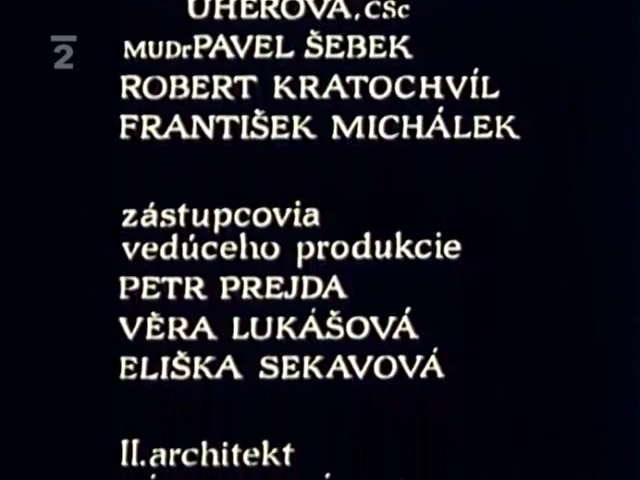 2
UHEROVÁ, CSc
MUDr PAVEL ŠEBEK
ROBERT KRATOCHVÍL
FRANTIŠEK MICHÁLEK
zástupcovia
vedúceho produkcie
PETR PREJDA
VĚRA LUKÁŠOVÁ
ELIŠKA SEKAVOVÁ
II. architekt